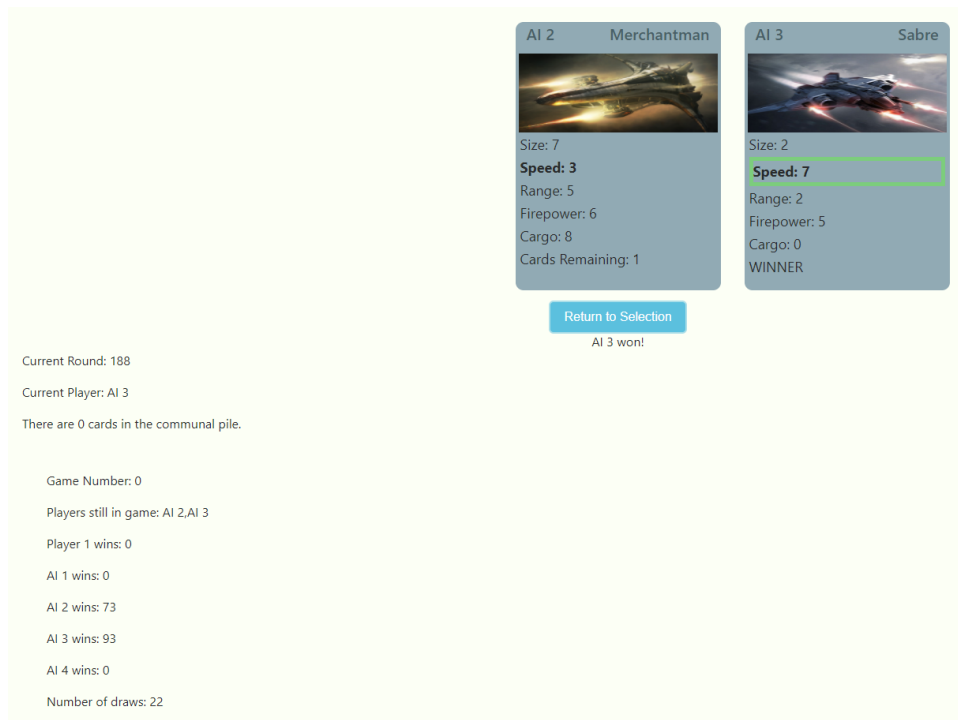 AI 2 Merchantman
Size: 7
Speed: 3
Range: 5
Firepower: 6
Cargo: 8
Cards Remaining: 1
AI 3 Sabre
Size: 2
Speed: 7
Range: 2
Firepower: 5
Cargo: 0
WINNER
Return to Selection
AI 3 won!
Current Round: 188
Current Player: AI 3
There are 0 cards in the communal pile.
Game Number: 0
Players still in game: AI 2,AI 3
Player 1 wins: 0
AI 1 wins: 0
AI 2 wins: 73
AI 3 wins: 93
AI 4 wins: 0
Number of draws: 22